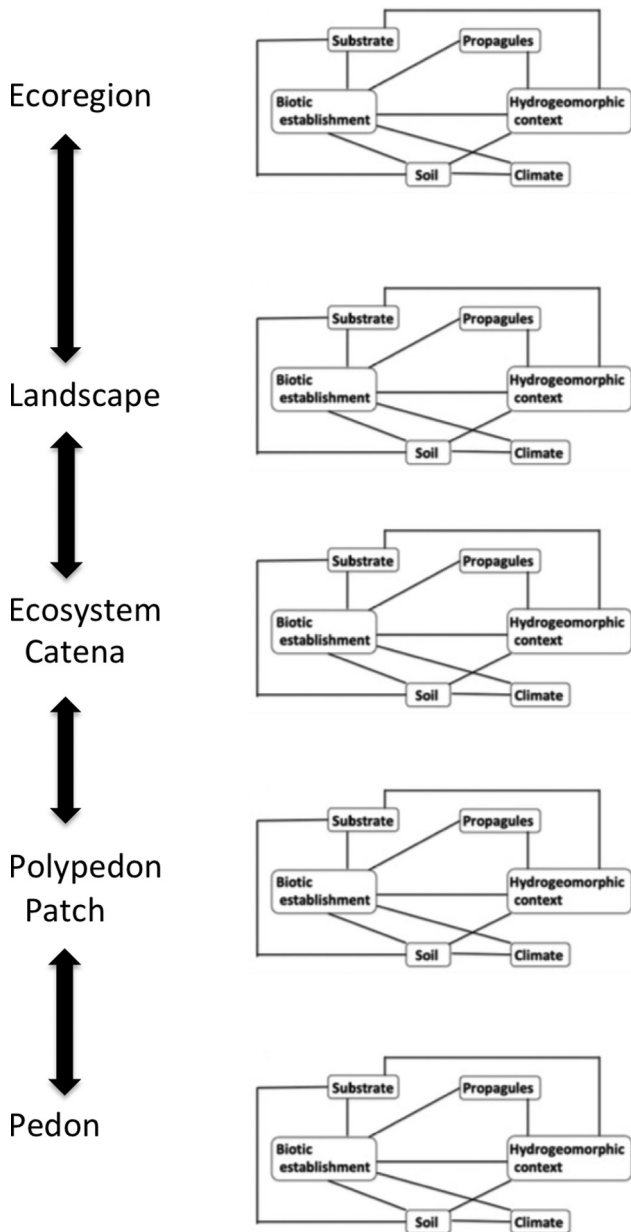 Ecoregion
Substrate
Propagules
Biotic
establishment
Hydrogeomorphic
context
Soil
Climate
Landscape
Substrate
Propagules
Biotic
establishment
Hydrogeomorphic
context
Soil
Climate
Ecosystem
Catena
Substrate
Propagules
Biotic
establishment
Hydrogeomorphic
context
Soil
Climate
Polypedon
Patch
Substrate
Propagules
Biotic
establishment
Hydrogeomorphic
context
Soil
Climate
Pedon
Substrate
Propagules
Biotic
establishment
Hydrogeomorphic
context
Soil
Climate